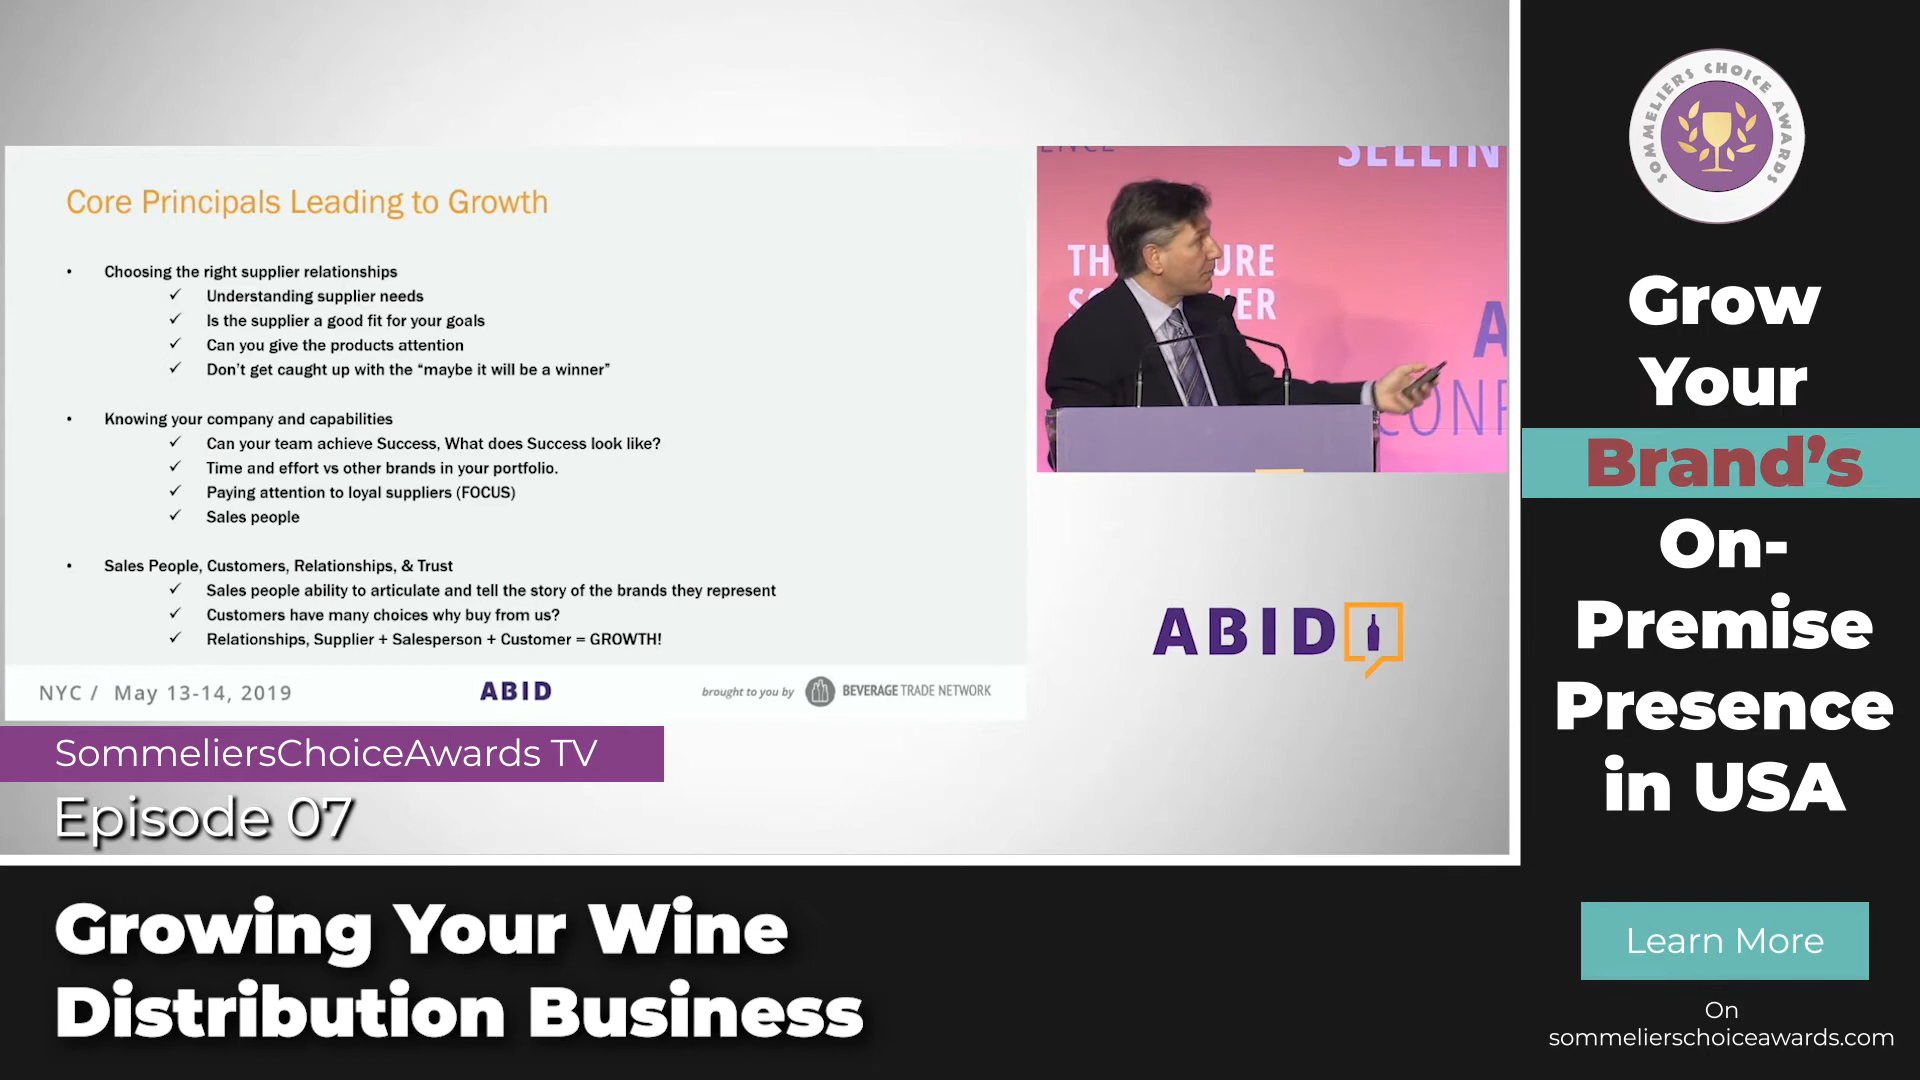 Core Principals Leading to Growth
• Choosing the right supplier relationships
✓ Understanding supplier needs
✓ Is the supplier a good fit for your goals
✓ Can you give the products attention
✓ Don't get caught up with the “maybe it will be a winner”
• Knowing your company and capabilities
✓ Can your team achieve Success, What does Success look like?
✓ Time and effort vs other brands in your portfolio.
✓ Paying attention to loyal suppliers (FOCUS)
✓ Sales people
• Sales People, Customers, Relationships, & Trust
✓ Sales people ability to articulate and tell the story of the brands they represent
✓ Customers have many choices why buy from us?
✓ Relationships, Supplier + Salesperson + Customer = GROWTH!
NYC / May 13-14, 2019
ABID
brought to you by
BEVERAGE TRADE NETWORK
ENCE
SELLIN
TH URE
S ER
A
CONF
ABID
SommeliersChoiceAwards TV
Episode 07
Growing Your Wine
Distribution Business
SOMMELIERS CHOICE AWARDS
Grow
Your
Brand's
On-
Premise
Presence
in USA
Learn More
On
sommelierschoiceawards.com